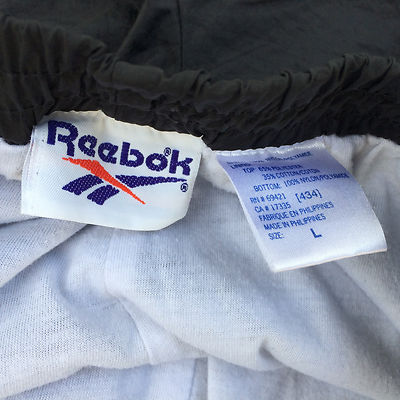 Reebok®
®
TOP: 65% POLYESTER
35% COTTON/COTON
BOTTOM: 100% NYLON/POLYAMIDE
RN # 69421 [434]
CA # 17335
FABRIQUE EN PHILIPPINES
MADE IN PHILIPPINES
SIZE: L